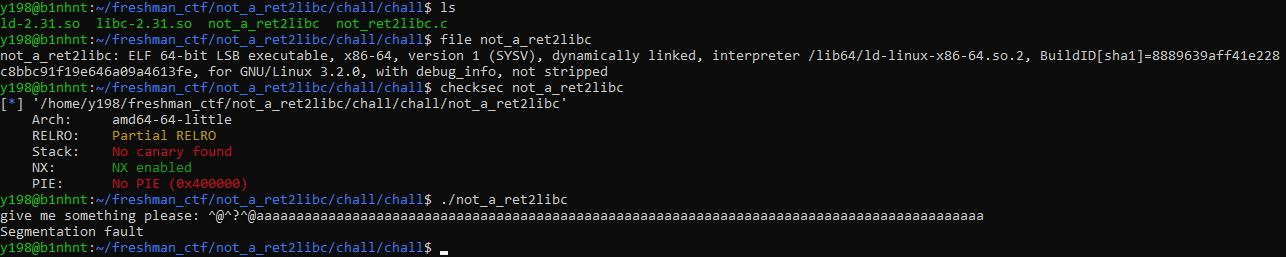 y198@b1nhnt:~/freshman_ctf/not_a_ret2libc/chall/chall$ ls
ld-2.31.so  libc-2.31.so  not_a_ret2libc  not_ret2libc.c
y198@b1nhnt:~/freshman_ctf/not_a_ret2libc/chall/chall$ file not_a_ret2libc
not_a_ret2libc: ELF 64-bit LSB executable, x86-64, version 1 (SYSV), dynamically linked, interpreter /lib64/ld-linux-x86-64.so.2, BuildID[sha1]=8889639aff41e228
c8bbc91f19e646a09a4613fe, for GNU/Linux 3.2.0, with debug_info, not stripped
y198@b1nhnt:~/freshman_ctf/not_a_ret2libc/chall/chall$ checksec not_a_ret2libc
[*] '/home/y198/freshman_ctf/not_a_ret2libc/chall/chall/not_a_ret2libc'
    Arch:     amd64-64-little
    RELRO:    Partial RELRO
    Stack:    No canary found
    NX:       NX enabled
    PIE:      No PIE (0x400000)
y198@b1nhnt:~/freshman_ctf/not_a_ret2libc/chall/chall$ ./not_a_ret2libc
give me something please: ^@^?^@aaaaaaaaaaaaaaaaaaaaaaaaaaaaaaaaaaaaaaaaaaaaaaaaaaaaaaaaaaaaaaaaaaaaaaaaaaaaaaaaaaaaaaaaaaa
Segmentation fault
y198@b1nhnt:~/freshman_ctf/not_a_ret2libc/chall/chall$